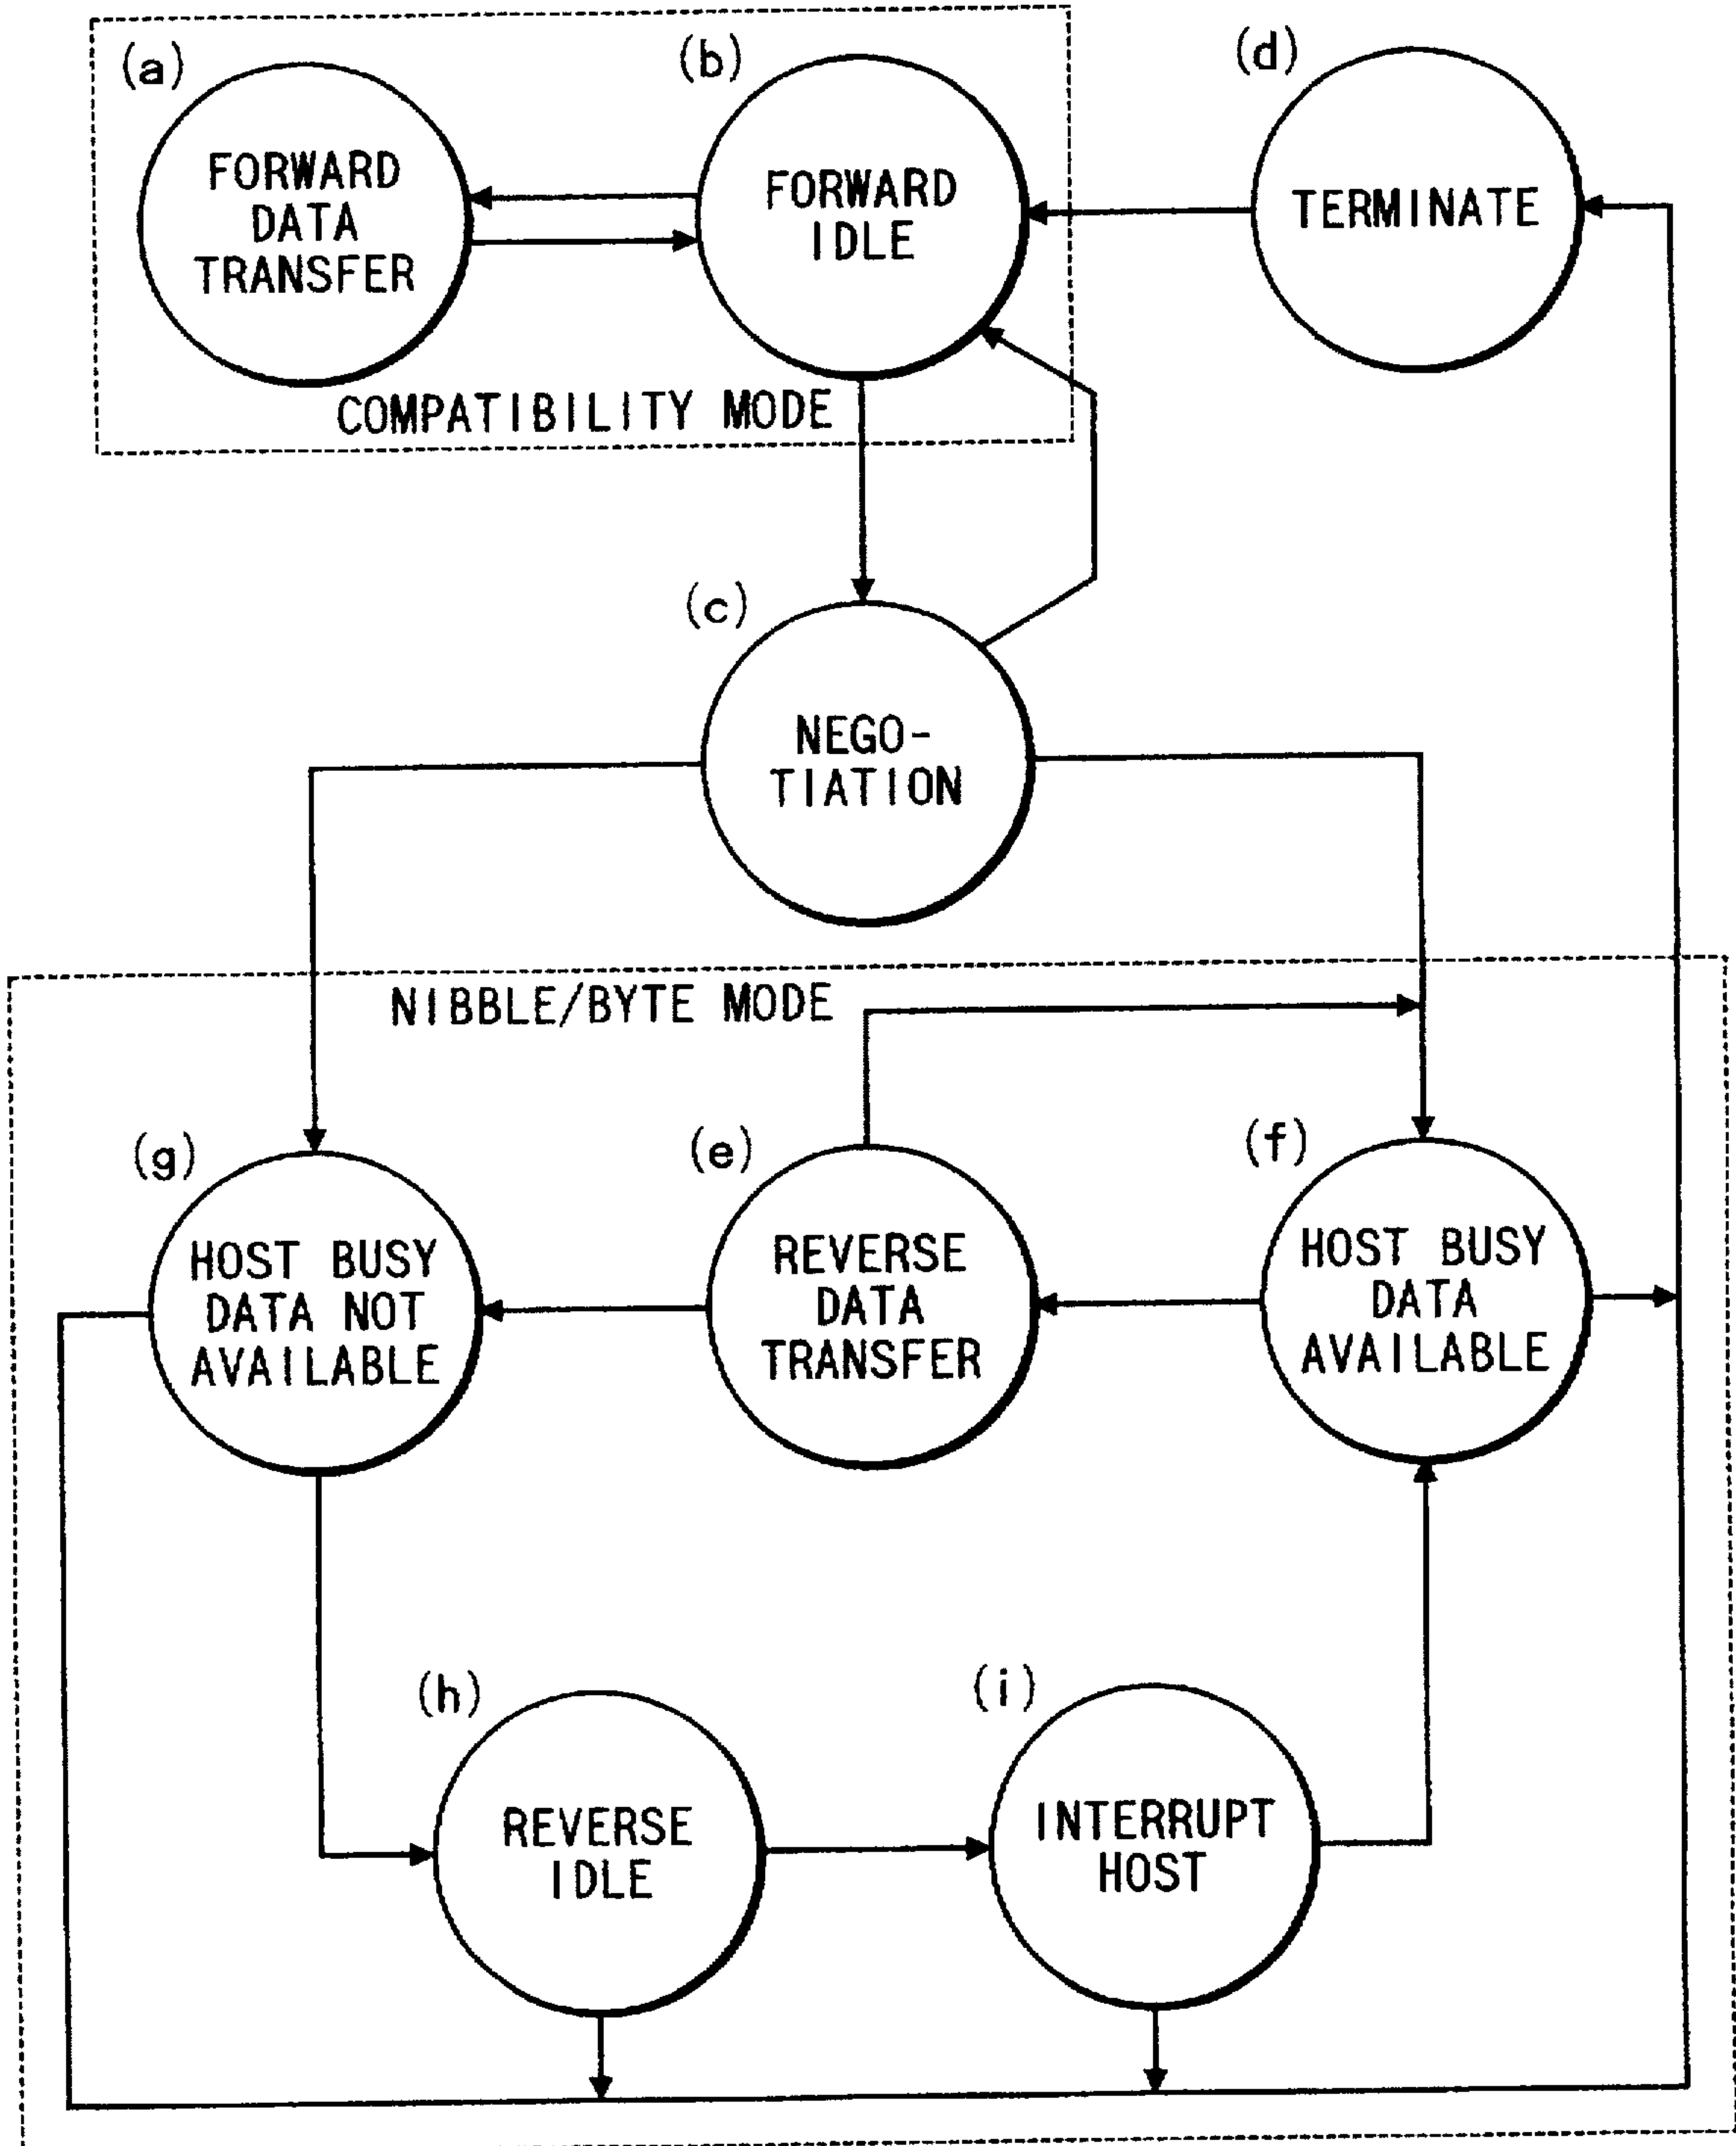 (a)
FORWARD
DATA
TRANSFER
(b)
FORWARD
IDLE
(d)
TERMINATE
COMPATIBILITY MODE
(c)
NEGO-
TIATION
NIBBLE/BYTE MODE
(g)
HOST BUSY
DATA NOT
AVAILABLE
(e)
REVERSE
DATA
TRANSFER
(f)
HOST BUSY
DATA
AVAILABLE
(h)
REVERSE
IDLE
(i)
INTERRUPT
HOST